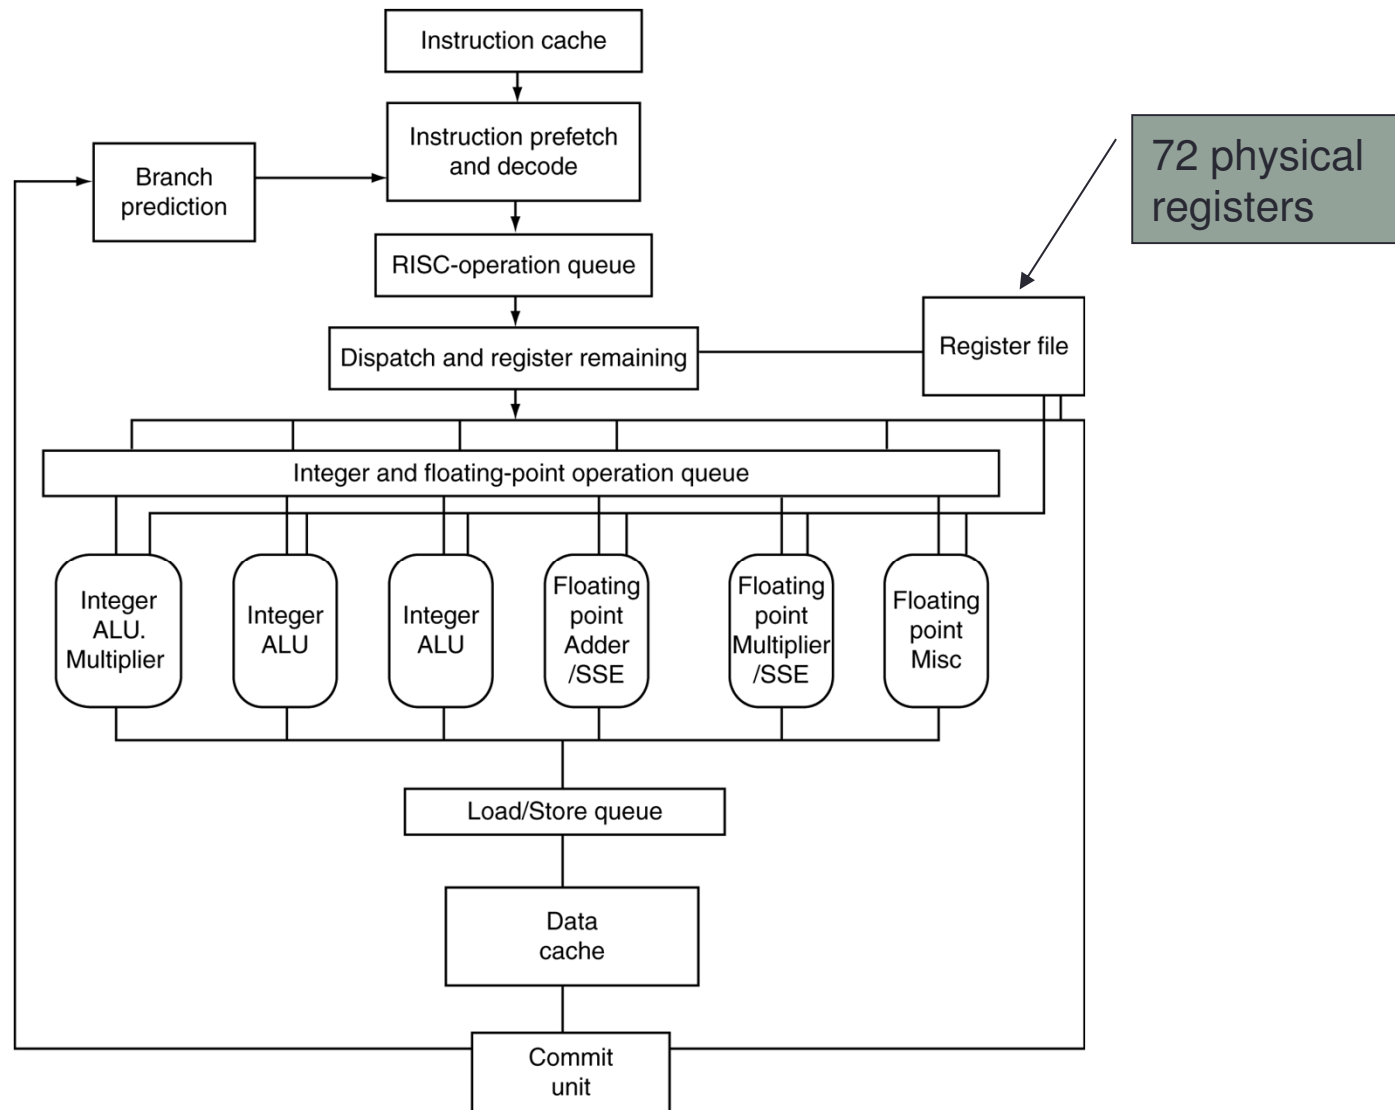 Instruction cache
Instruction prefetch
and decode
Branch
prediction
72 physical
registers
RISC-operation queue
Dispatch and register remaining
Register file
Integer and floating-point operation queue
Integer
ALU.
Multiplier
Integer
ALU
Integer
ALU
Floating
point
Adder
/SSE
Floating
point
Multiplier
/SSE
Floating
point
Misc
Load/Store queue
Data
cache
Commit
unit